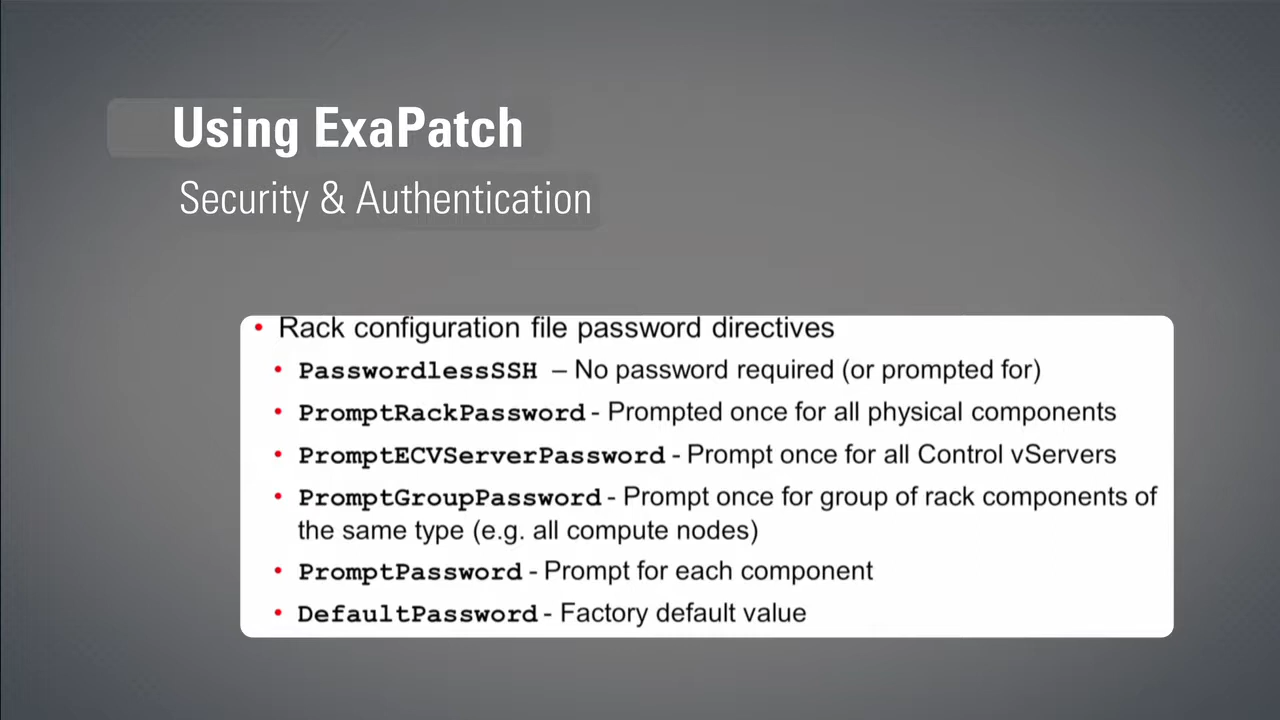 Using ExaPatch
Security & Authentication
• Rack configuration file password directives
• PasswordlessSSH – No password required (or prompted for)
• PromptRackPassword - Prompted once for all physical components
• PromptECVServerPassword - Prompt once for all Control vServers
• PromptGroupPassword - Prompt once for group of rack components of
the same type (e.g. all compute nodes)
• PromptPassword - Prompt for each component
• DefaultPassword - Factory default value